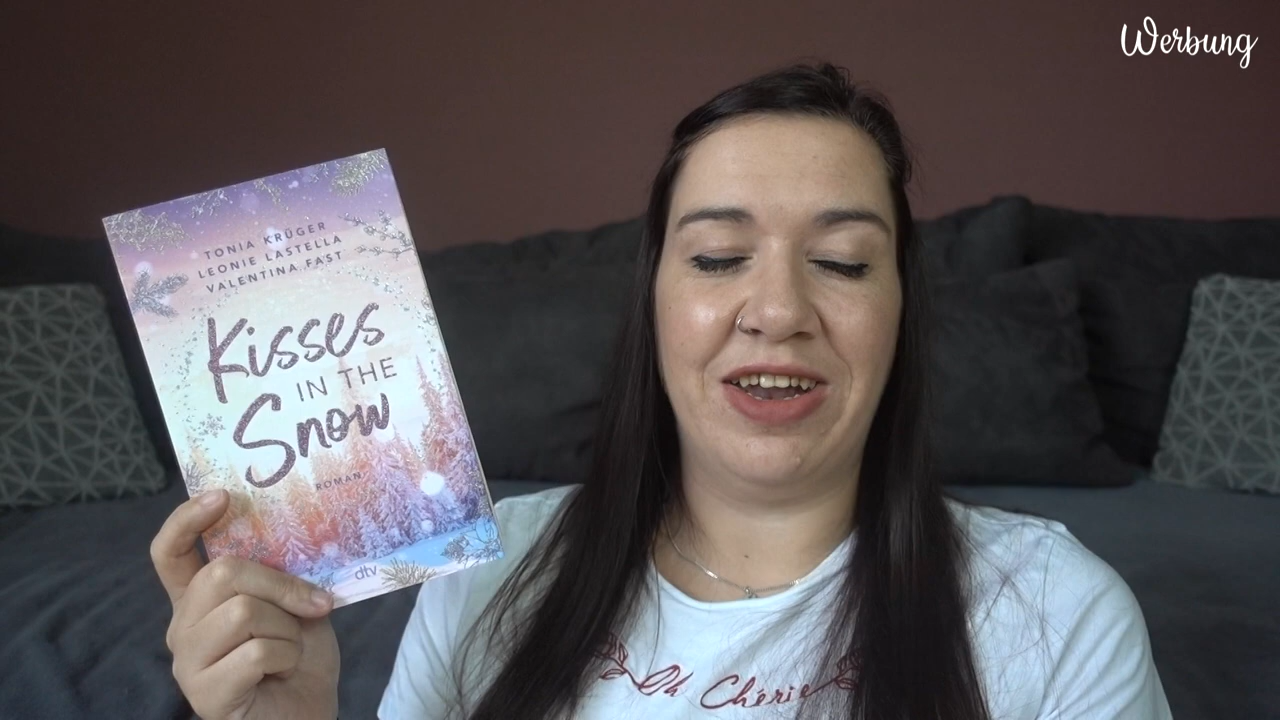 Werbung
TONIA KRÜGER
LEONIE LASTELLA
VALENTINA FAST
Kisses
IN THE
Snow
ROMAN
dtv
Oh Chérie